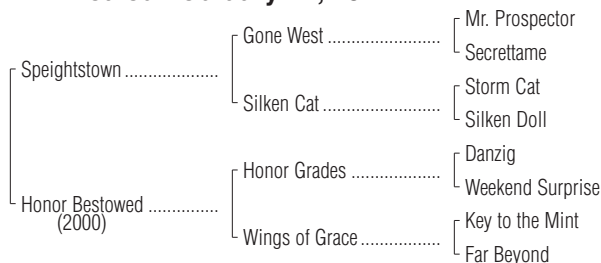 Mr. Prospector
Gone West ......................
Secrettame
Speightstown ....................
Storm Cat
Silken Cat ........................
Silken Doll
Danzig
Honor Grades ..................
Weekend Surprise
Honor Bestowed ...............
(2000)
Key to the Mint
Wings of Grace.................
Far Beyond